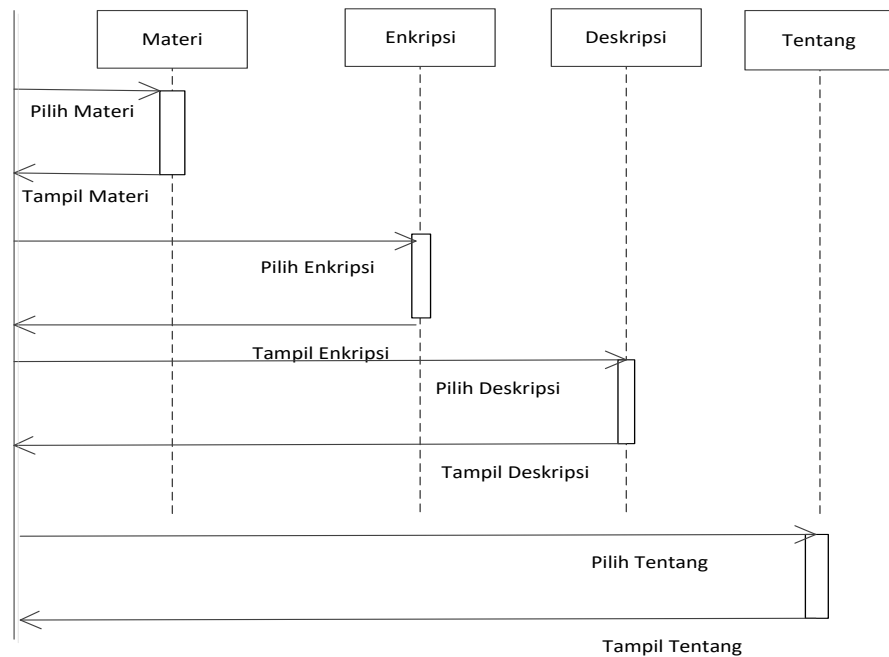 Materi
Enkripsi
Deskripsi
Tentang
Pilih Materi
Tampil Materi
Pilih Enkripsi
Tampil Enkripsi
Pilih Deskripsi
Tampil Deskripsi
Pilih Tentang
Tampil Tentang